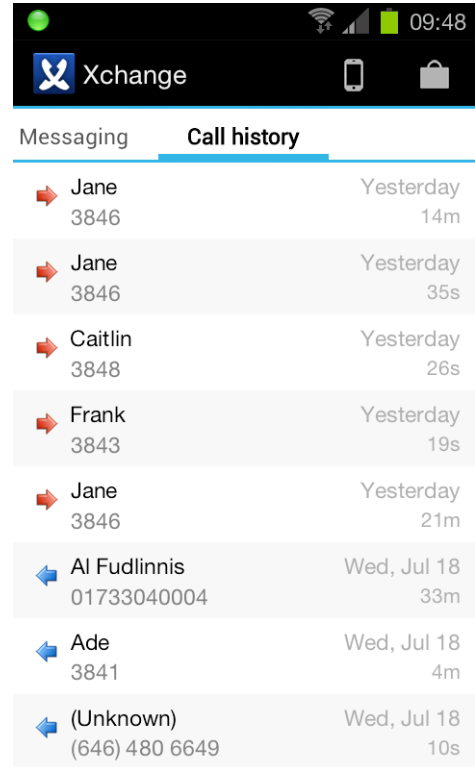 09:48
Xchange
Messaging Call history
Jane Yesterday
3846 14m
Jane Yesterday
3846 35s
Caitlin Yesterday
3848 26s
Frank Yesterday
3843 19s
Jane Yesterday
3846 21m
Al Fudlinnis Wed, Jul 18
01733040004 33m
Ade Wed, Jul 18
3841 4m
(Unknown) Wed, Jul 18
(646) 480 6649 10s